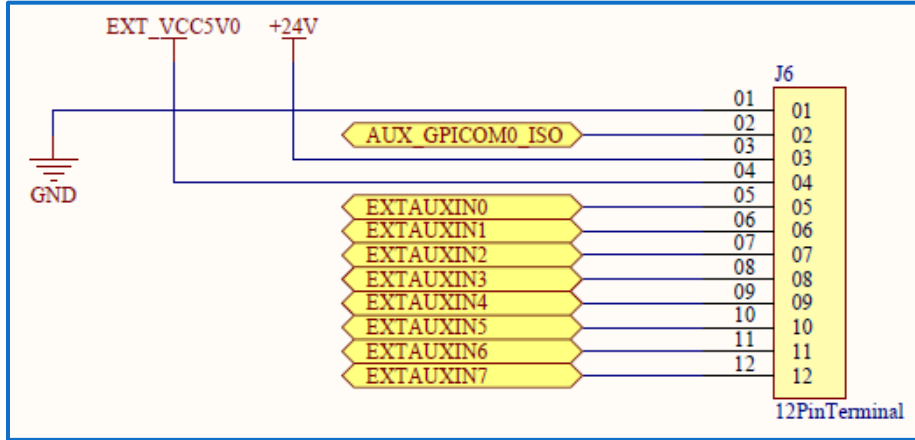 EXT_VCC5V0 +24V
J6
01 01
AUX_GPICOM0_ISO 02 02
03 03
04 04
GND
EXTAUXIN0 05 05
EXTAUXIN1 06 06
EXTAUXIN2 07 07
EXTAUXIN3 08 08
EXTAUXIN4 09 09
EXTAUXIN5 10 10
EXTAUXIN6 11 11
EXTAUXIN7 12 12
12PinTerminal